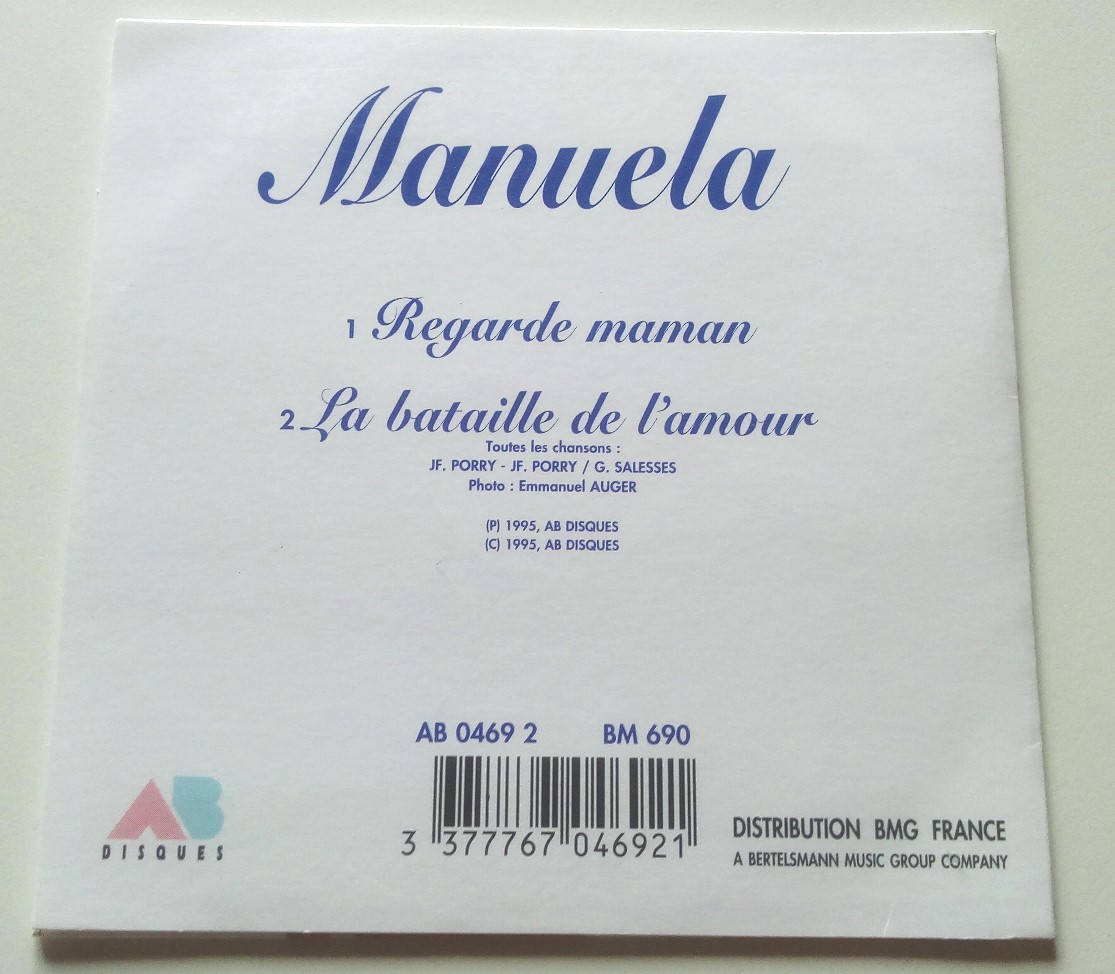 Manuela
1 Regarde maman
2 La bataille de l'amour
Toutes les chansons :
JF. PORRY - JF. PORRY / G. SALESSES
Photo : Emmanuel AUGER
(P) 1995, AB DISQUES
(C) 1995, AB DISQUES
AB 0469 2 BM 690
3 377767 046921
AB
DISQUES
DISTRIBUTION BMG FRANCE
A BERTELSMANN MUSIC GROUP COMPANY